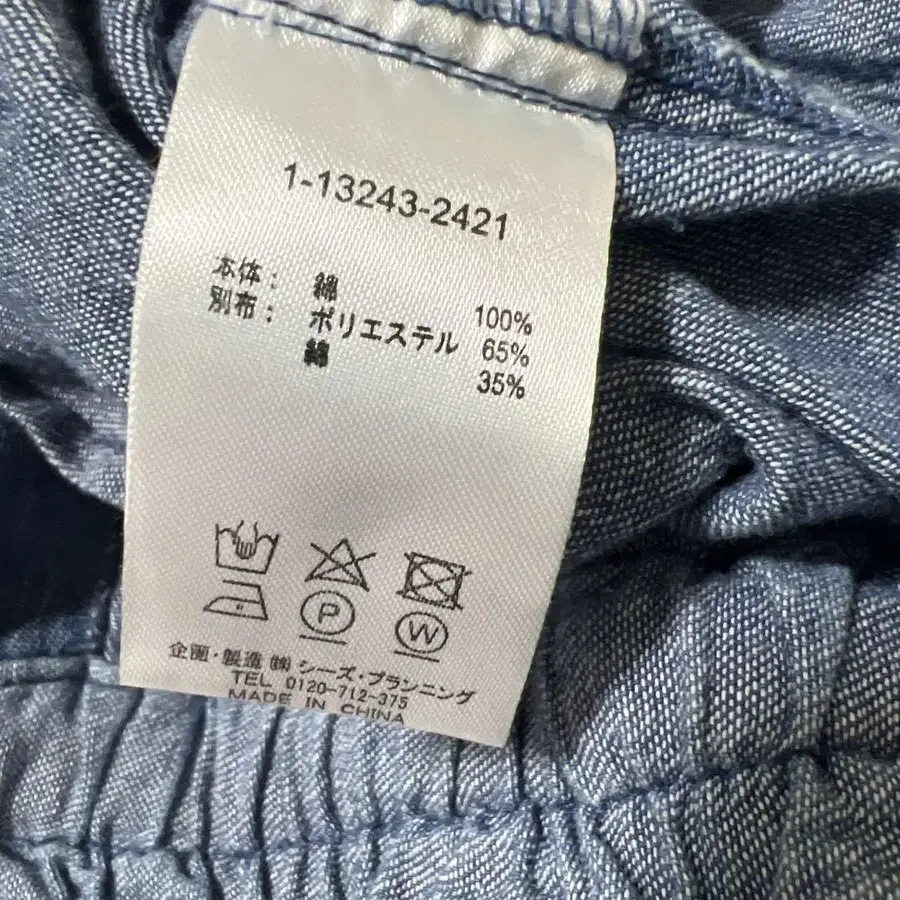 1-13243-2421
本体： 綿 100%
別布： ポリエステル 65%
綿 35%
P
W
企画・製造 ㈱ シーズ・プランニング
TEL 0120-712-375
MADE IN CHINA